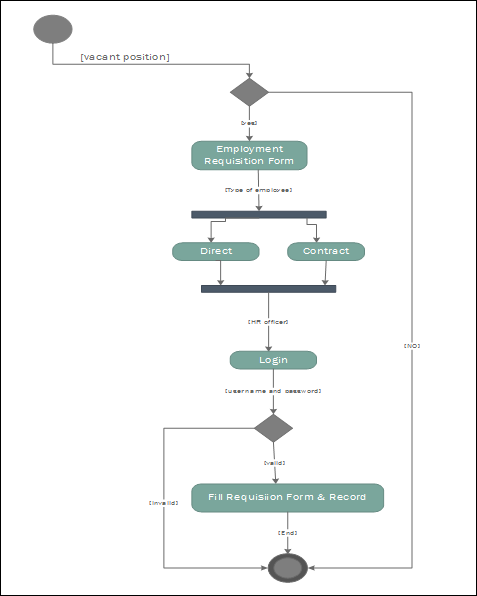 [vacant position]
[yes]
Employment
Requisition Form
[Type of employee]
Direct
Contract
[HR officer]
[NO]
Login
[username and password]
[valid]
Fill Requisiion Form & Record
[Invalid]
[End]